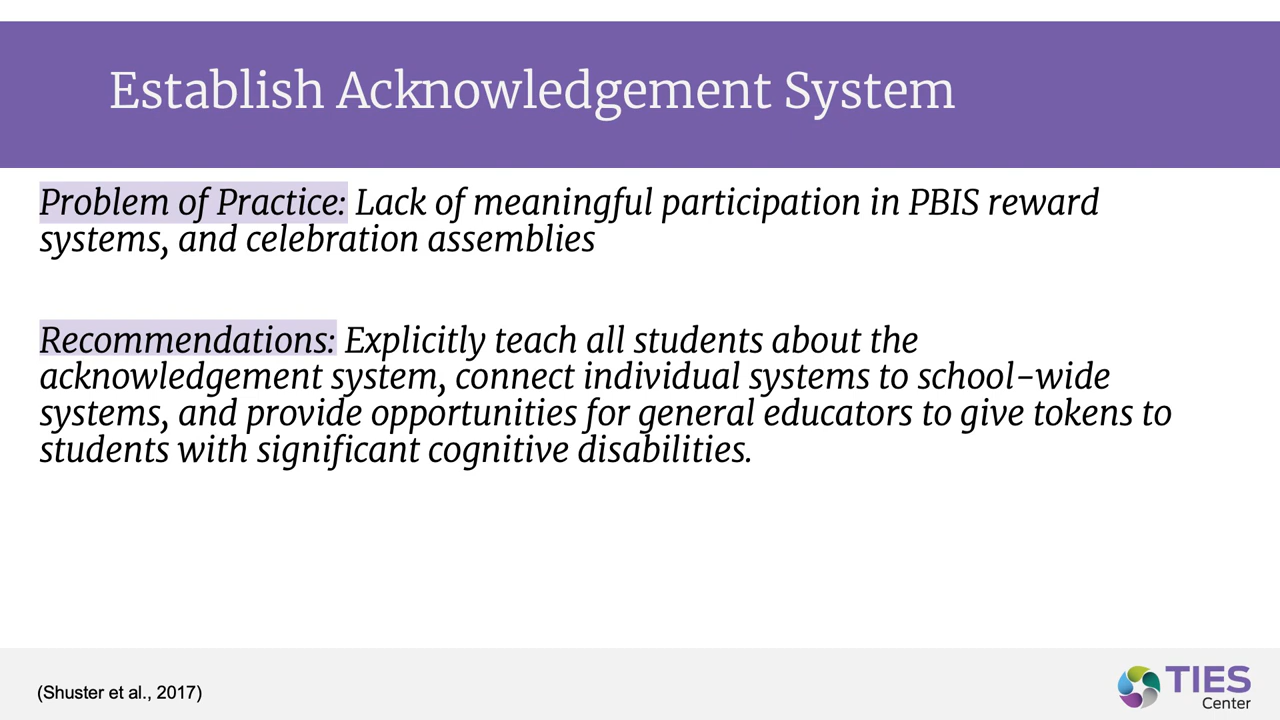 Establish Acknowledgement System
Problem of Practice: Lack of meaningful participation in PBIS reward
systems, and celebration assemblies
Recommendations: Explicitly teach all students about the
acknowledgement system, connect individual systems to school-wide
systems, and provide opportunities for general educators to give tokens to
students with significant cognitive disabilities.
(Shuster et al., 2017)
TIES
Center